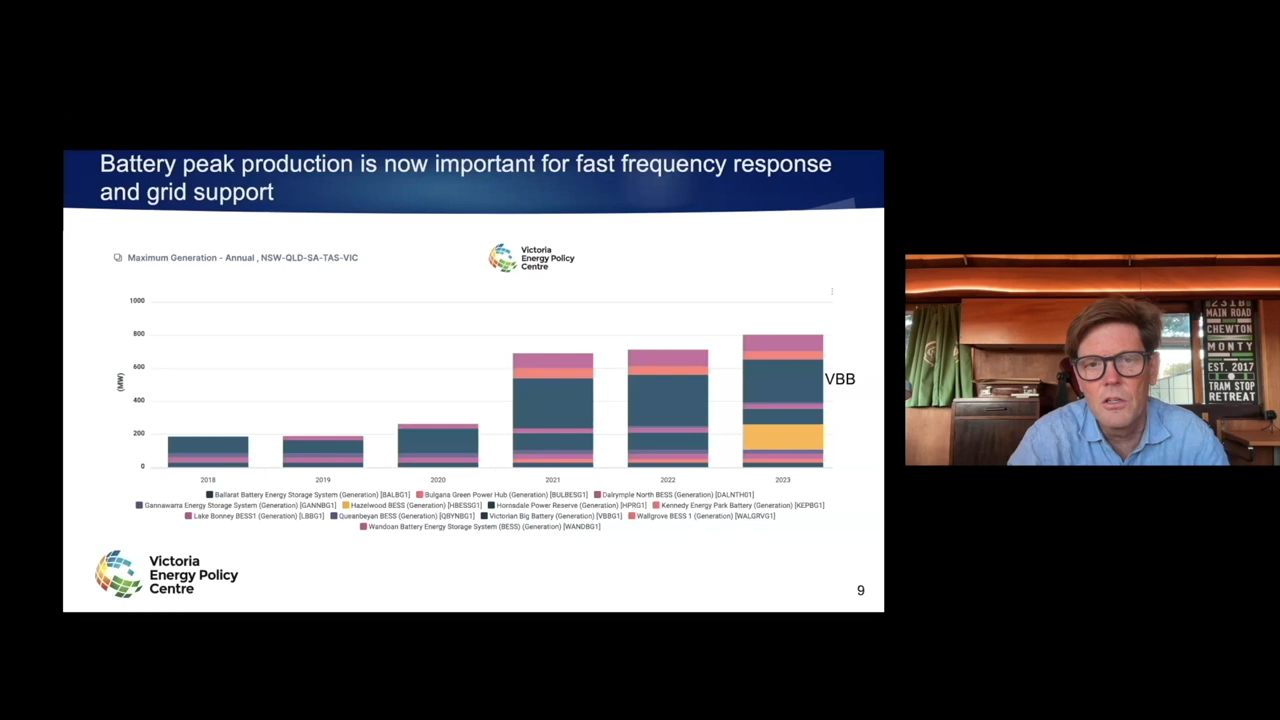 Battery peak production is now important for fast frequency response
and grid support
Maximum Generation - Annual , NSW-QLD-SA-TAS-VIC
Victoria
Energy Policy
Centre
1000
800
600
400
200
0
(MW)
VBB
2018 2019 2020 2021 2022 2023
Ballarat Battery Energy Storage System (Generation) [BALBG1] Bulgana Green Power Hub (Generation) [BULBESG1] Dalrymple North BESS (Generation) [DALNTH01]
Gannawarra Energy Storage System (Generation) [GANNBG1] Hazelwood BESS (Generation) [HBESSG1] Hornsdale Power Reserve (Generation) [HPRG1] Kennedy Energy Park Battery (Generation) [KEPBG1]
Lake Bonney BESS1 (Generation) [LBBG1] Queanbeyan BESS (Generation) [QBYNBG1] Victorian Big Battery (Generation) [VBBG1] Wallgrove BESS 1 (Generation) [WALGRVG1]
Wandoan Battery Energy Storage System (BESS) (Generation) [WANDBG1]
Victoria
Energy Policy
Centre
9
231B
MAIN ROAD
CHEWTON
MONTY
EST. 2017
TRAM STOP
RETREAT